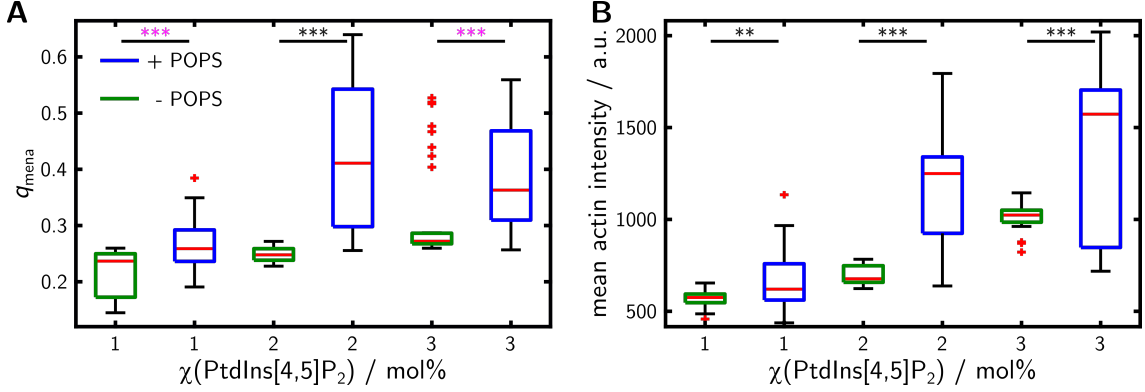 A
*** *** ***
0.6
0.5
0.4
0.3
0.2
q_mena
+ POPS
- POPS
1 1 2 2 3 3
χ(PtdIns[4,5]P₂) / mol%
B
** *** ***
2000
1500
1000
500
mean actin intensity / a.u.
1 1 2 2 3 3
χ(PtdIns[4,5]P₂) / mol%